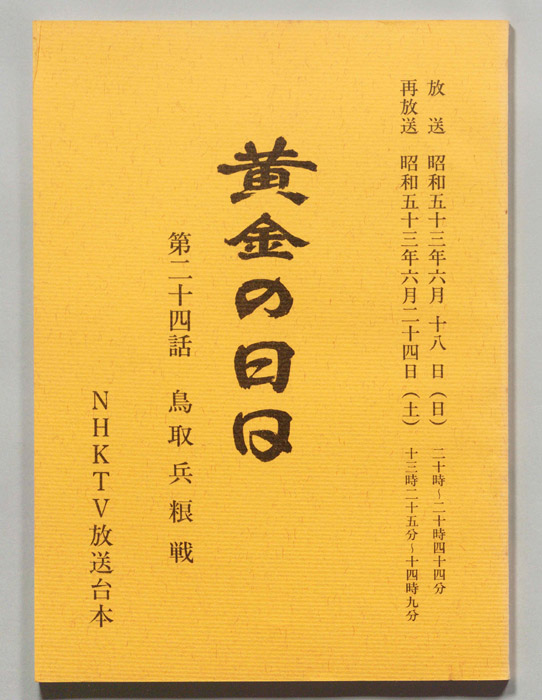 放送 昭和五十三年六月十八日（日） 二十時～二十時四十四分
再放送 昭和五十三年六月二十四日（土） 十三時二十五分～十四時九分
黄金の日日
第二十四話 鳥取兵粮戦
NHKTV放送台本